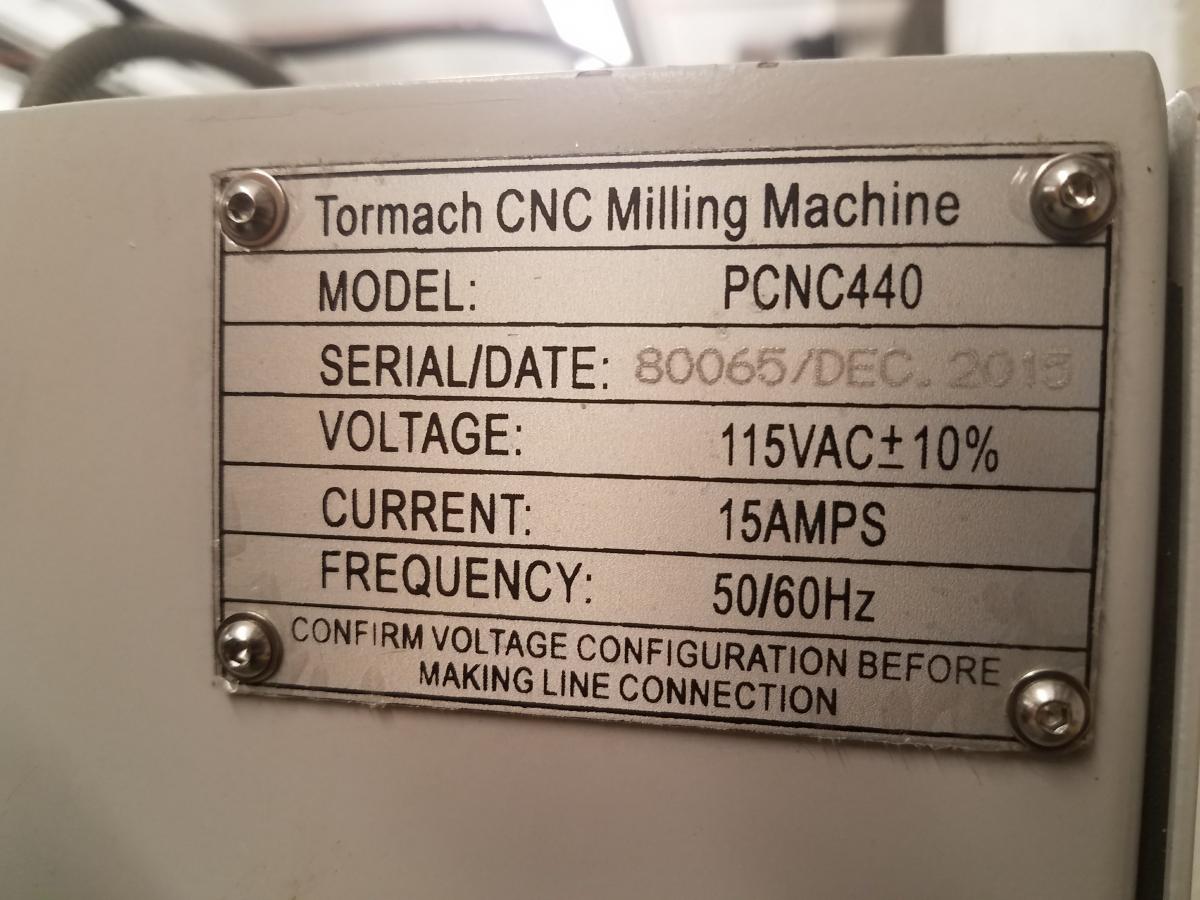 Tormach CNC Milling Machine
MODEL: PCNC440
SERIAL/DATE: 80065/DEC. 2015
VOLTAGE: 115VAC±10%
CURRENT: 15AMPS
FREQUENCY: 50/60Hz
CONFIRM VOLTAGE CONFIGURATION BEFORE
MAKING LINE CONNECTION